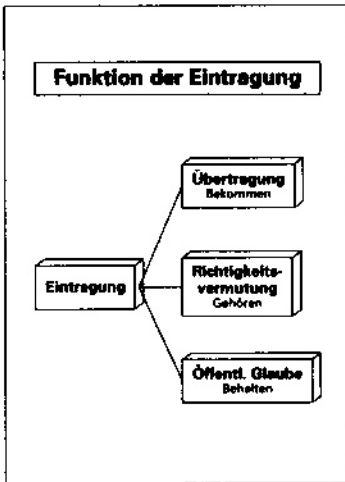 Funktion der Eintragung
Übertragung
Bekommen
Eintragung
Richtigkeits-
vermutung
Gehören
Öffentl. Glaube
Behalten